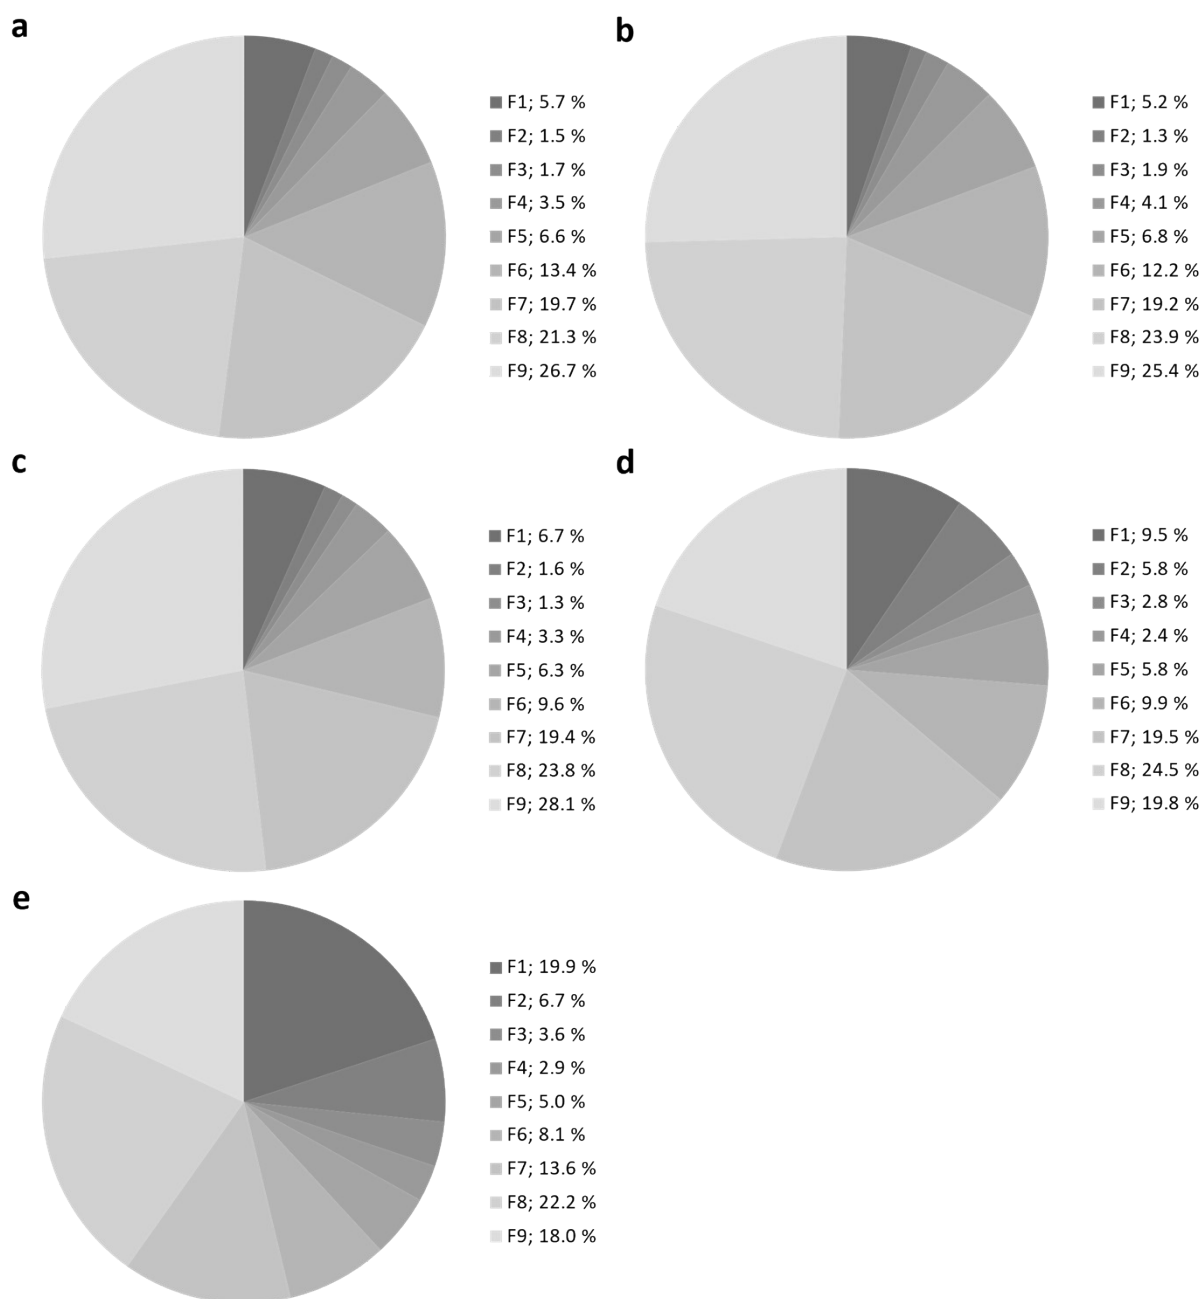 a
F1; 5.7 %
F2; 1.5 %
F3; 1.7 %
F4; 3.5 %
F5; 6.6 %
F6; 13.4 %
F7; 19.7 %
F8; 21.3 %
F9; 26.7 %
b
F1; 5.2 %
F2; 1.3 %
F3; 1.9 %
F4; 4.1 %
F5; 6.8 %
F6; 12.2 %
F7; 19.2 %
F8; 23.9 %
F9; 25.4 %
c
F1; 6.7 %
F2; 1.6 %
F3; 1.3 %
F4; 3.3 %
F5; 6.3 %
F6; 9.6 %
F7; 19.4 %
F8; 23.8 %
F9; 28.1 %
d
F1; 9.5 %
F2; 5.8 %
F3; 2.8 %
F4; 2.4 %
F5; 5.8 %
F6; 9.9 %
F7; 19.5 %
F8; 24.5 %
F9; 19.8 %
e
F1; 19.9 %
F2; 6.7 %
F3; 3.6 %
F4; 2.9 %
F5; 5.0 %
F6; 8.1 %
F7; 13.6 %
F8; 22.2 %
F9; 18.0 %